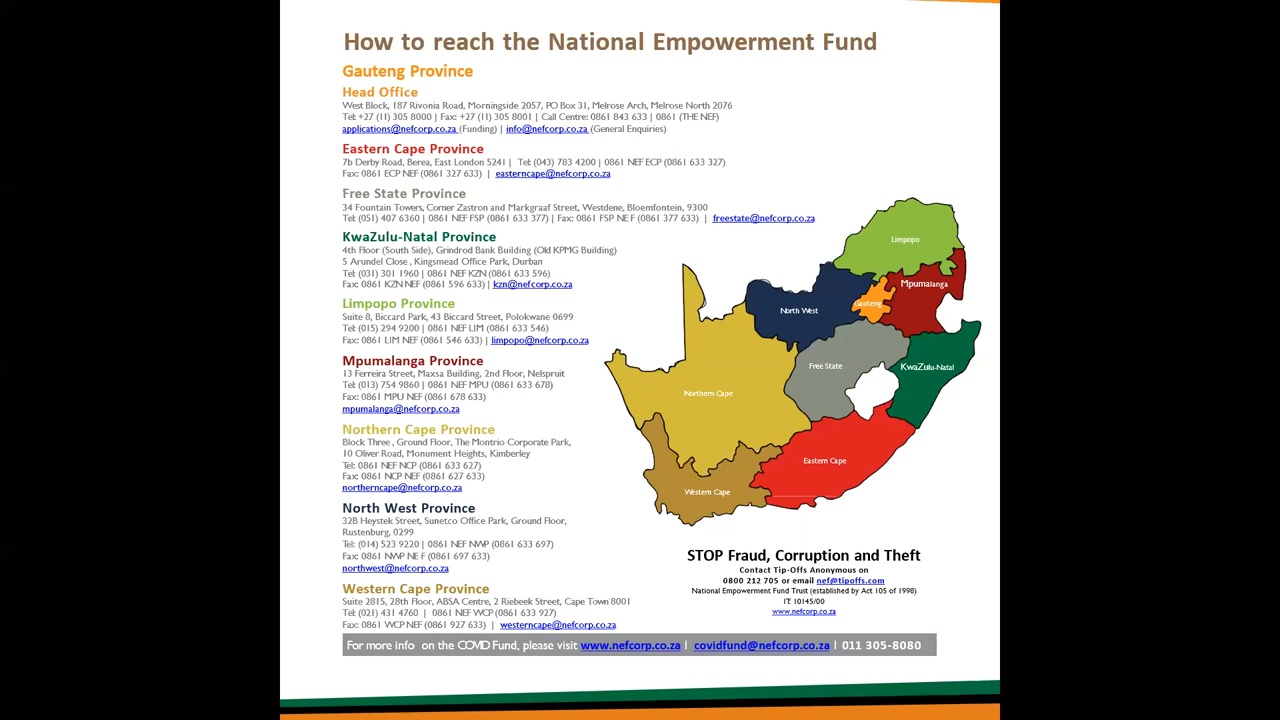 How to reach the National Empowerment Fund
Gauteng Province
Head Office
West Block, 187 Rivonia Road, Morningside 2057, PO Box 31, Melrose Arch, Melrose North 2076
Tel: +27 (11) 305 8000 | Fax: +27 (11) 305 8001 | Call Centre: 0861 843 633 | 0861 (THE NEF)
applications@nefcorp.co.za (Funding) | info@nefcorp.co.za (General Enquiries)
Eastern Cape Province
7b Derby Road, Berea, East London 5241 | Tel: (043) 783 4200 | 0861 NEF ECP (0861 633 327)
Fax: 0861 ECP NEF (0861 327 633) | easterncape@nefcorp.co.za
Free State Province
34 Fountain Towers, Corner Zastron and Markgraaf Street, Westdene, Bloemfontein, 9300
Tel: (051) 407 6360 | 0861 NEF FSP (0861 633 377) | Fax: 0861 FSP NE F (0861 377 633) | freestate@nefcorp.co.za
KwaZulu-Natal Province
4th Floor (South Side), Grindrod Bank Building (Old KPMG Building)
5 Arundel Close , Kingsmead Office Park, Durban
Tel: (031) 301 1960 | 0861 NEF KZN (0861 633 596)
Fax: 0861 KZN NEF (0861 596 633) | kzn@nefcorp.co.za
Limpopo Province
Suite 8, Biccard Park, 43 Biccard Street, Polokwane 0699
Tel: (015) 294 9200 | 0861 NEF LIM (0861 633 546)
Fax: 0861 LIM NEF (0861 546 633) | limpopo@nefcorp.co.za
Mpumalanga Province
13 Ferreira Street, Maxsa Building, 2nd Floor, Nelspruit
Tel: (013) 754 9860 | 0861 NEF MPU (0861 633 678)
Fax: 0861 MPU NEF (0861 678 633)
mpumalanga@nefcorp.co.za
Northern Cape Province
Block Three , Ground Floor, The Montrio Corporate Park,
10 Oliver Road, Monument Heights, Kimberley
Tel: 0861 NEF NCP (0861 633 627)
Fax: 0861 NCP NEF (0861 627 633)
northerncape@nefcorp.co.za
North West Province
32B Heystek Street, Sunetco Office Park, Ground Floor,
Rustenburg, 0299
Tel: (014) 523 9220 | 0861 NEF NWP (0861 633 697)
Fax: 0861 NWP NE F (0861 697 633)
northwest@nefcorp.co.za
Western Cape Province
Suite 2815, 28th Floor, ABSA Centre, 2 Riebeek Street, Cape Town 8001
Tel: (021) 431 4760 | 0861 NEF WCP (0861 633 927)
Fax: 0861 WCP NEF (0861 927 633) | westerncape@nefcorp.co.za
Limpopo
Mpumalanga
Gauteng
North West
Free State
KwaZulu-Natal
Northern Cape
Eastern Cape
Western Cape
STOP Fraud, Corruption and Theft
Contact Tip-Offs Anonymous on
0800 212 705 or email nef@tipoffs.com
National Empowerment Fund Trust (established by Act 105 of 1998)
IT 10145/00
www.nefcorp.co.za
For more info on the COVID Fund, please visit www.nefcorp.co.za | covidfund@nefcorp.co.za | 011 305-8080